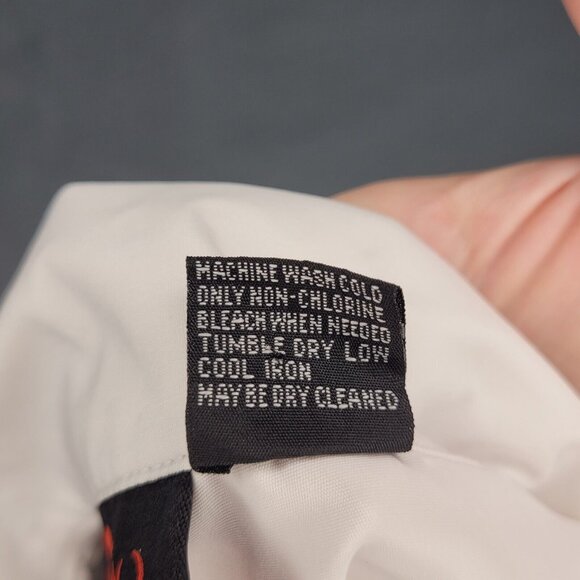 MACHINE WASH COLD
ONLY NON-CHLORINE
BLEACH WHEN NEEDED
TUMBLE DRY LOW
COOL IRON
MAY BE DRY CLEANED